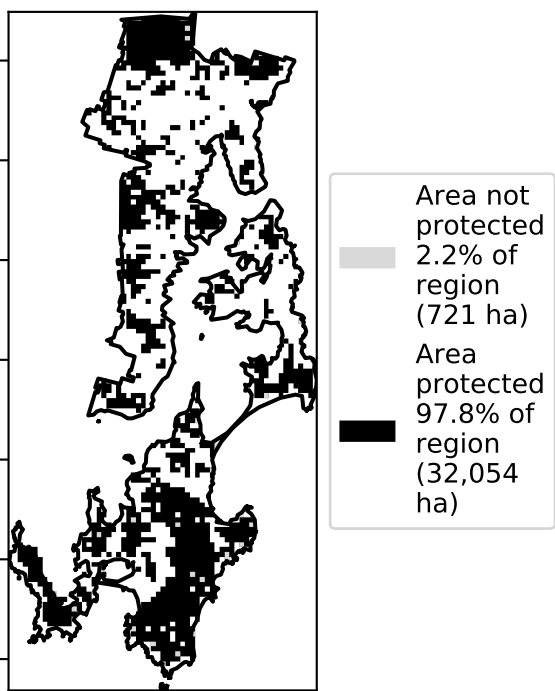 Area not
protected
2.2% of
region
(721 ha)
Area
protected
97.8% of
region
(32,054
ha)